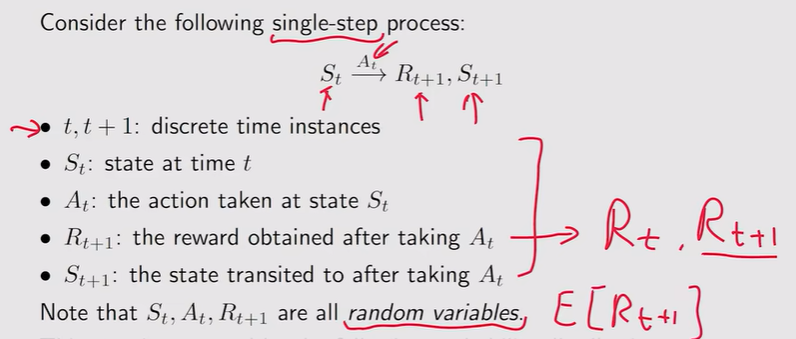 Consider the following single-step process:
S_t \xrightarrow{A_t} R_{t+1}, S_{t+1}
• t, t + 1: discrete time instances
• S_t: state at time t
• A_t: the action taken at state S_t
• R_{t+1}: the reward obtained after taking A_t
R_t, R_{t+1}
• S_{t+1}: the state transited to after taking A_t
Note that S_t, A_t, R_{t+1} are all random variables.
E[R_{t+1}]